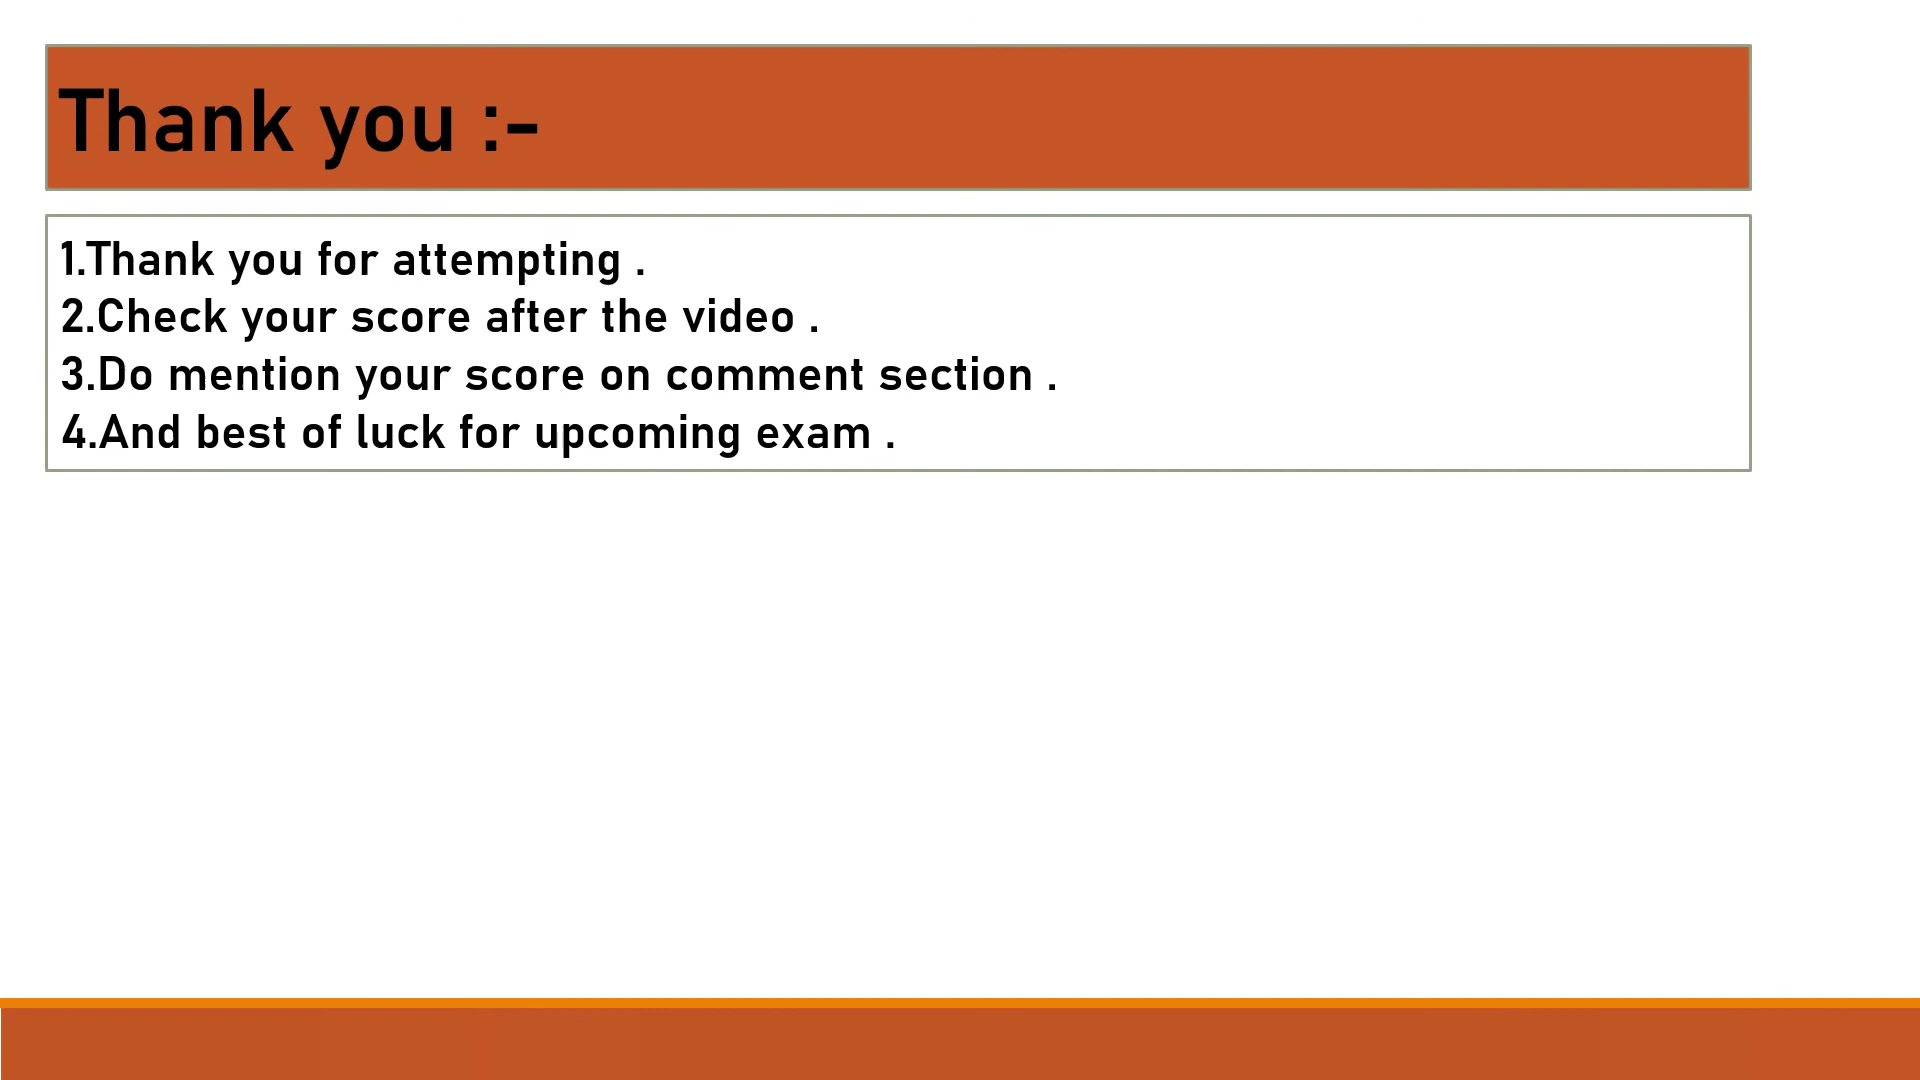 Thank you :-
1.Thank you for attempting .
2.Check your score after the video .
3.Do mention your score on comment section .
4.And best of luck for upcoming exam .